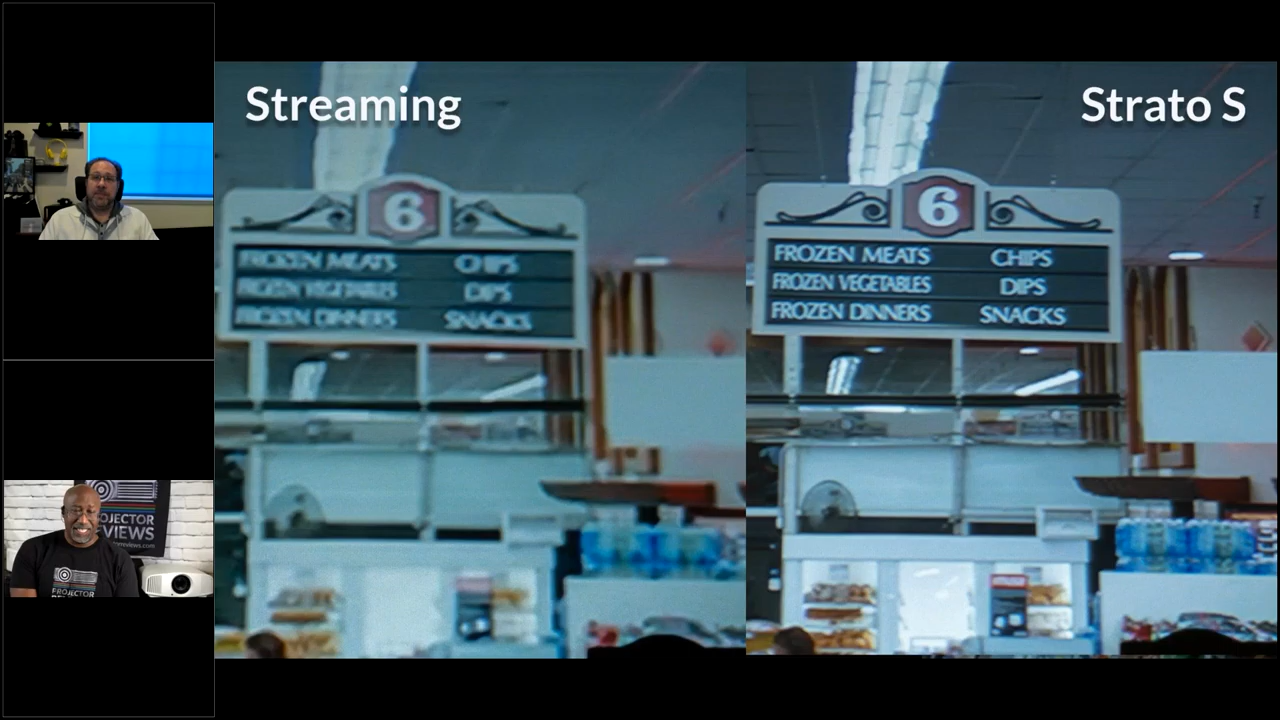 Streaming
Strato S
6
FROZEN MEATS CHIPS
FROZEN VEGETABLES DIPS
FROZEN DINNERS SNACKS
6
FROZEN MEATS CHIPS
FROZEN VEGETABLES DIPS
FROZEN DINNERS SNACKS
PROJECTOR
REVIEWS
PROJECTOR